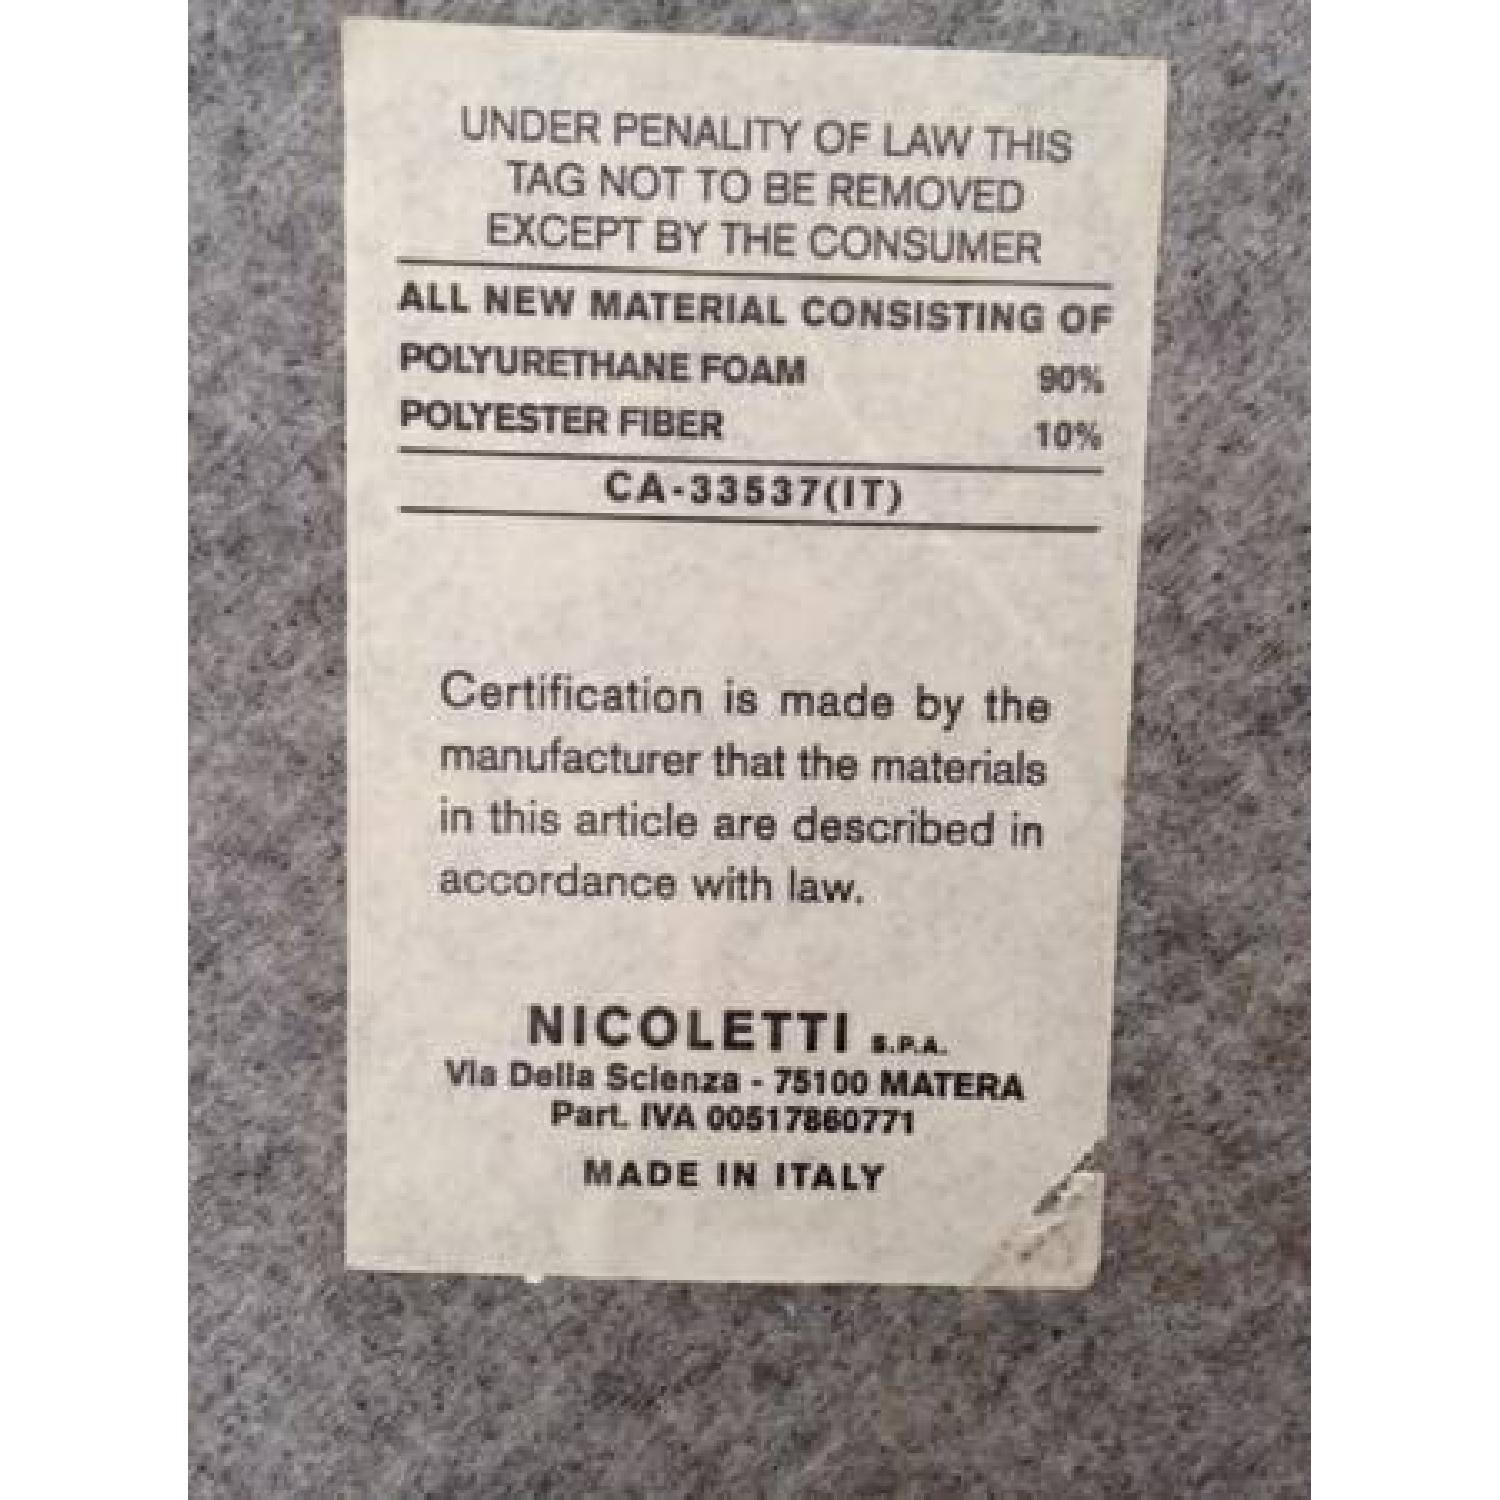 UNDER PENALITY OF LAW THIS
TAG NOT TO BE REMOVED
EXCEPT BY THE CONSUMER
ALL NEW MATERIAL CONSISTING OF
POLYURETHANE FOAM 90%
POLYESTER FIBER 10%
CA-33537(IT)
Certification is made by the
manufacturer that the materials
in this article are described in
accordance with law.
NICOLETTI S.P.A.
Via Della Scienza - 75100 MATERA
Part. IVA 00517860771
MADE IN ITALY